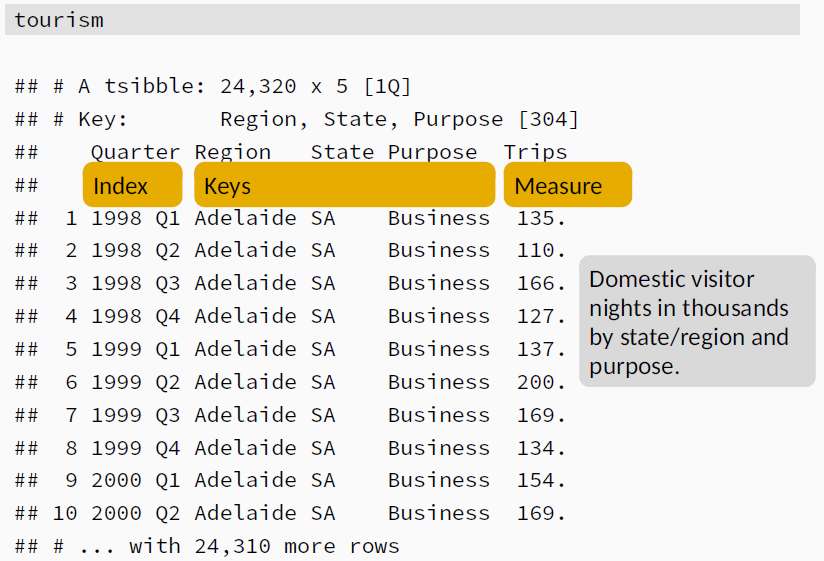 tourism
## # A tsibble: 24,320 x 5 [1Q]
## # Key:       Region, State, Purpose [304]
##    Quarter Region   State Purpose  Trips
##    Index Keys Measure
##  1 1998 Q1 Adelaide SA    Business  135.
##  2 1998 Q2 Adelaide SA    Business  110.
##  3 1998 Q3 Adelaide SA    Business  166.
##  4 1998 Q4 Adelaide SA    Business  127.
##  5 1999 Q1 Adelaide SA    Business  137.
##  6 1999 Q2 Adelaide SA    Business  200.
##  7 1999 Q3 Adelaide SA    Business  169.
##  8 1999 Q4 Adelaide SA    Business  134.
##  9 2000 Q1 Adelaide SA    Business  154.
## 10 2000 Q2 Adelaide SA    Business  169.
## # ... with 24,310 more rows
Domestic visitor
nights in thousands
by state/region and
purpose.